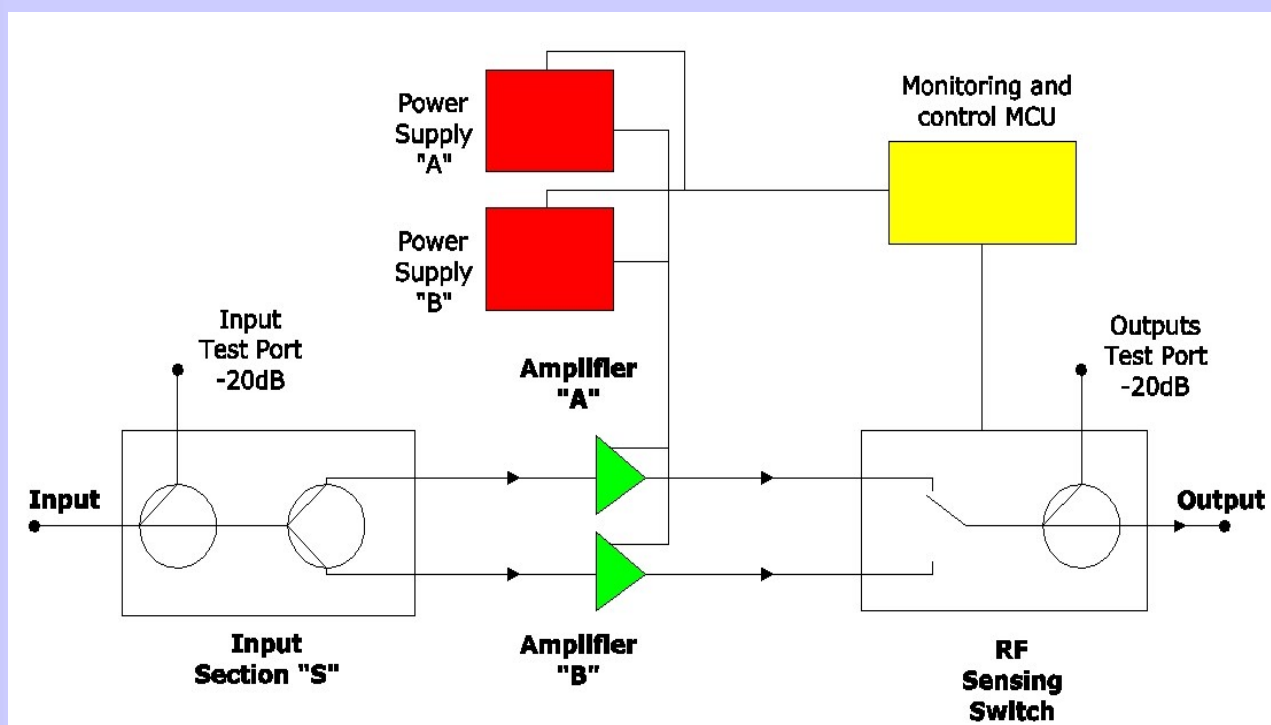 Power
Supply
"A"
Monitoring and
control MCU
Power
Supply
"B"
Input
Test Port
-20dB
Outputs
Test Port
-20dB
Amplifier
"A"
Input
Output
Input
Section "S"
Amplifier
"B"
RF
Sensing
Switch